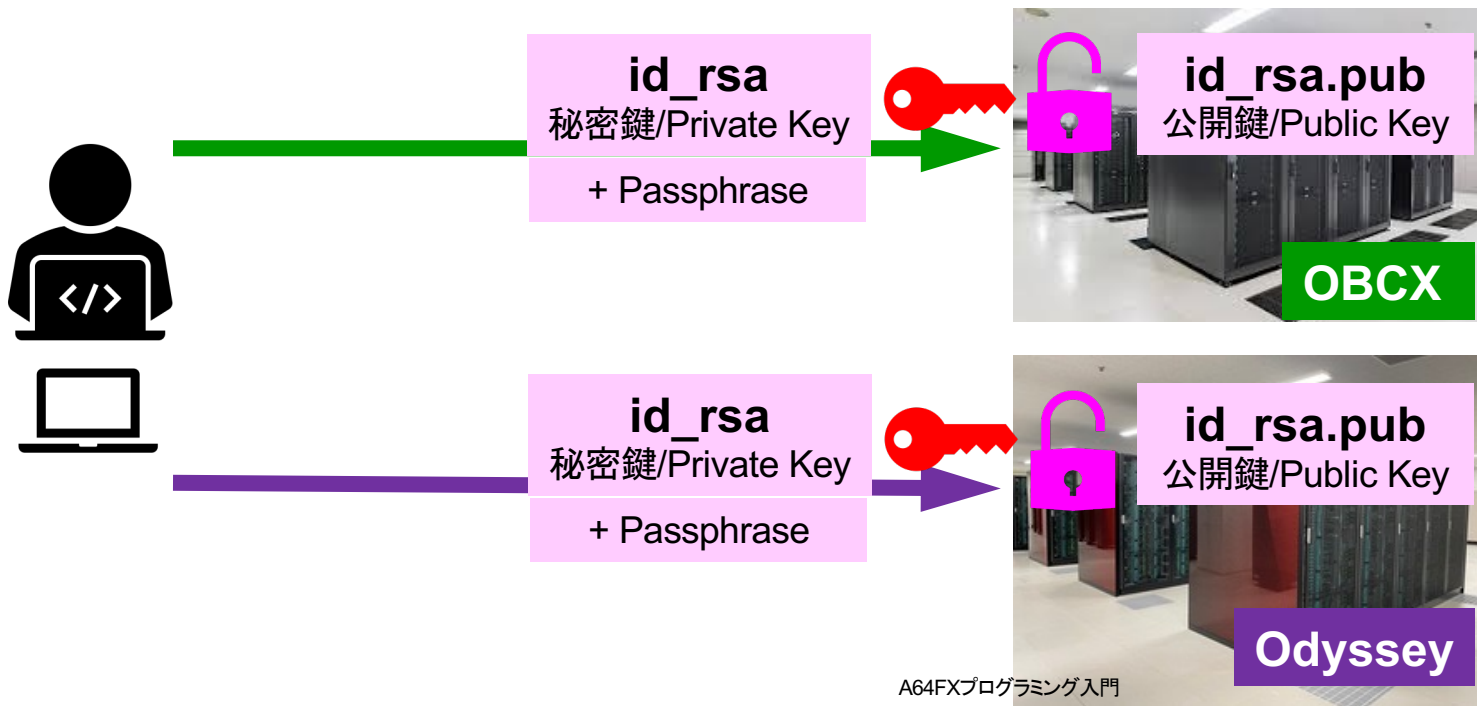 id_rsa
秘密鍵/Private Key
+ Passphrase
id_rsa.pub
公開鍵/Public Key
OBCX
</>
id_rsa
秘密鍵/Private Key
+ Passphrase
id_rsa.pub
公開鍵/Public Key
Odyssey
A64FXプログラミング入門